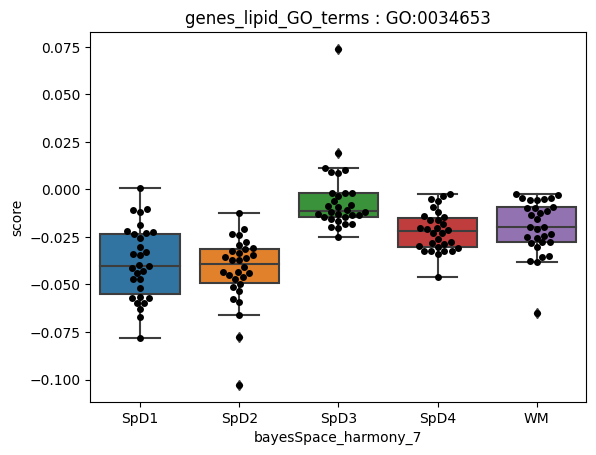 genes_lipid_GO_terms : GO:0034653
0.075
0.050
0.025
0.000
−0.025
−0.050
−0.075
−0.100
score
SpD1 SpD2 SpD3 SpD4 WM
bayesSpace_harmony_7